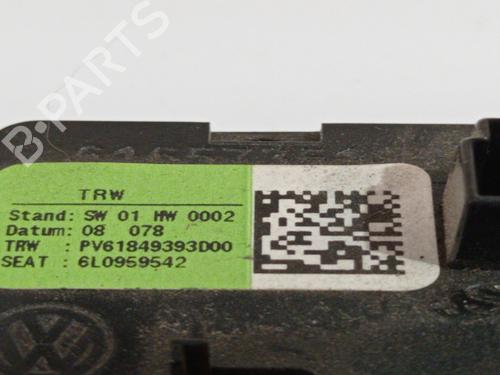 B-PARTS
TRW
Stand: SW 01 HW 0002
Datum: 08 078
TRW : PV61849393D00
SEAT : 6L0959542